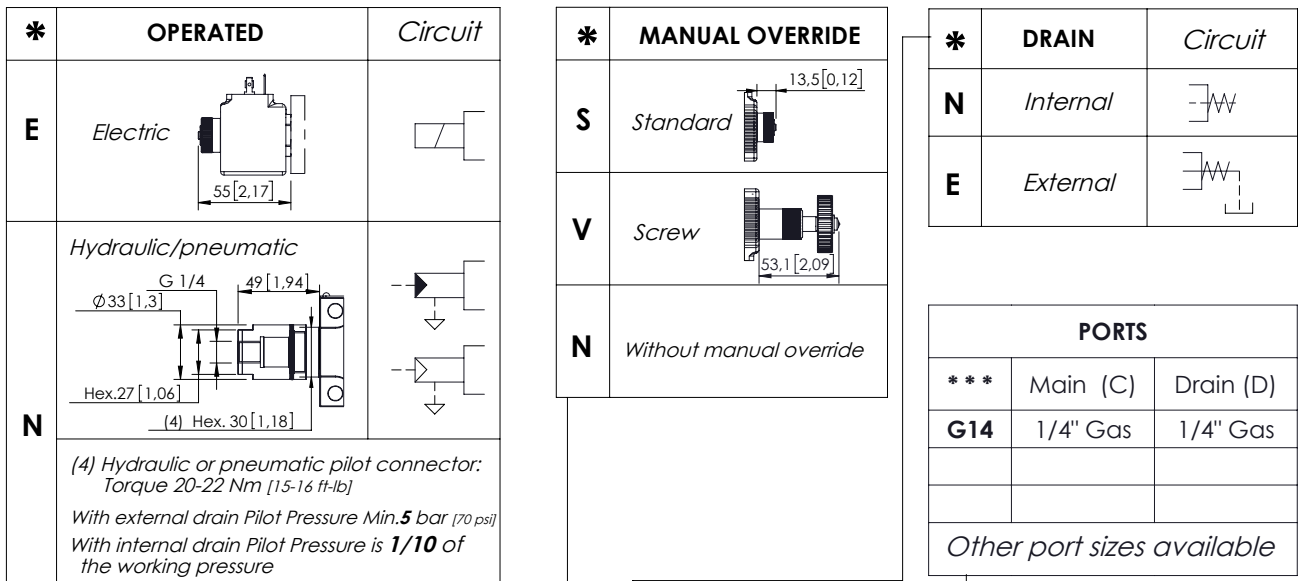 * OPERATED Circuit
E Electric
55[2,17]
N Hydraulic/pneumatic
G 1/4 49[1,94]
Ø33[1,3]
Hex.27[1,06]
(4) Hex. 30[1,18]
(4) Hydraulic or pneumatic pilot connector:
Torque 20-22 Nm [15-16 ft-lb]
With external drain Pilot Pressure Min.5 bar [70 psi]
With internal drain Pilot Pressure is 1/10 of
the working pressure
* MANUAL OVERRIDE
13,5[0,12]
S Standard
V Screw
53,1[2,09]
N Without manual override
* DRAIN Circuit
N Internal
E External
PORTS
*** Main (C) Drain (D)
G14 1/4" Gas 1/4" Gas
Other port sizes available